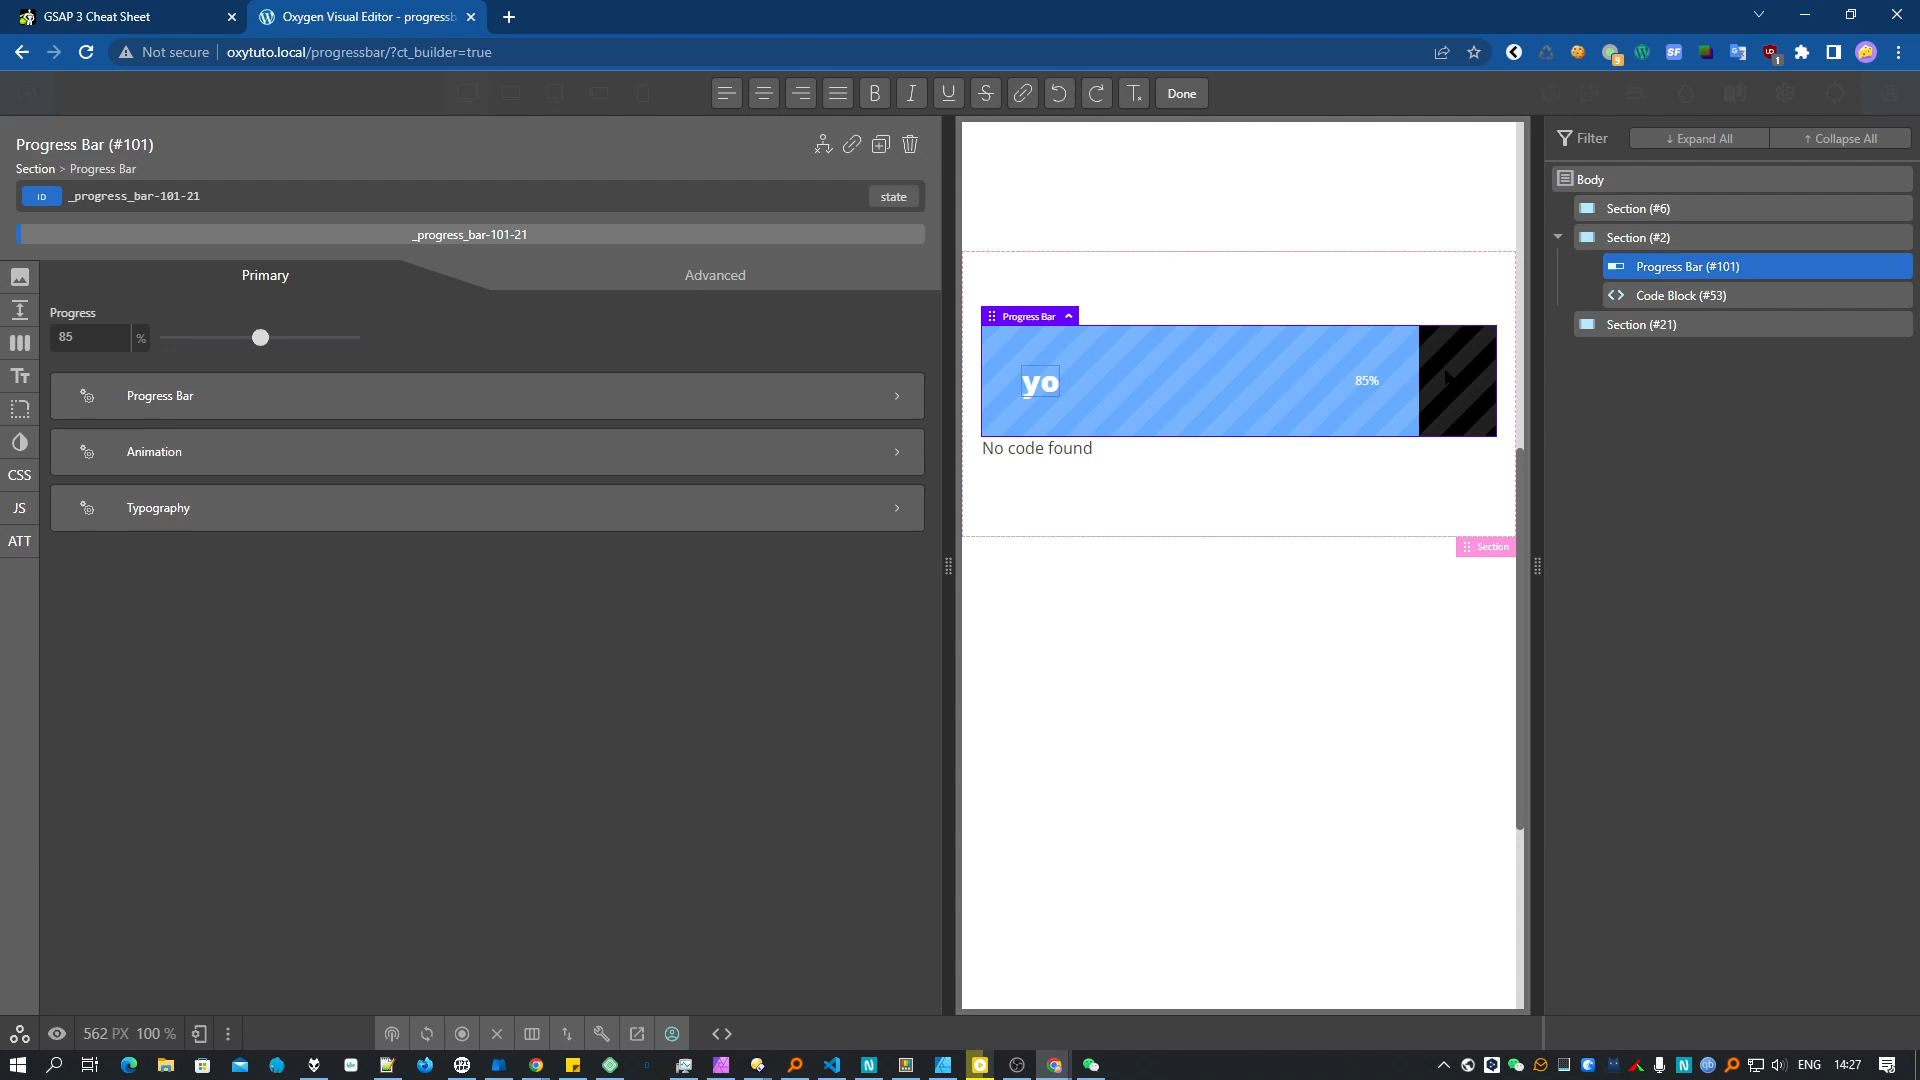 GSAP 3 Cheat Sheet
Oxygen Visual Editor - progressb
Not secure
oxytuto.local/progressbar/?ct_builder=true
SF
9
1
B
I
U
S
Done
Progress Bar (#101)
Section > Progress Bar
ID
_progress_bar-101-21
state
_progress_bar-101-21
Primary
Advanced
Progress
85
%
Progress Bar
Animation
Typography
CSS
JS
ATT
Progress Bar
yo
85%
No code found
Section
Filter
↓ Expand All
↑ Collapse All
Body
Section (#6)
Section (#2)
Progress Bar (#101)
Code Block (#53)
Section (#21)
562 PX 100 %
ENG
14:27